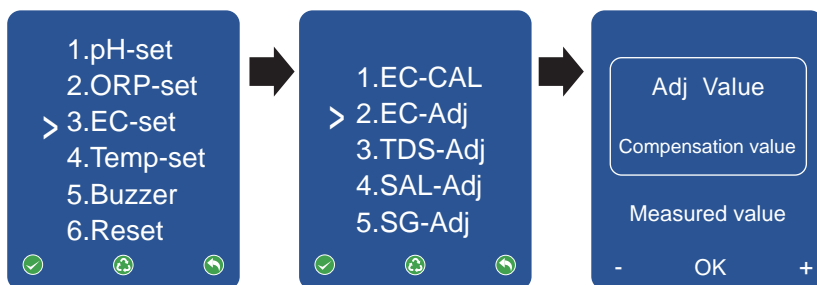 1.pH-set
2.ORP-set
> 3.EC-set
4.Temp-set
5.Buzzer
6.Reset
1.EC-CAL
> 2.EC-Adj
3.TDS-Adj
4.SAL-Adj
5.SG-Adj
Adj Value
Compensation value
Measured value
- OK +